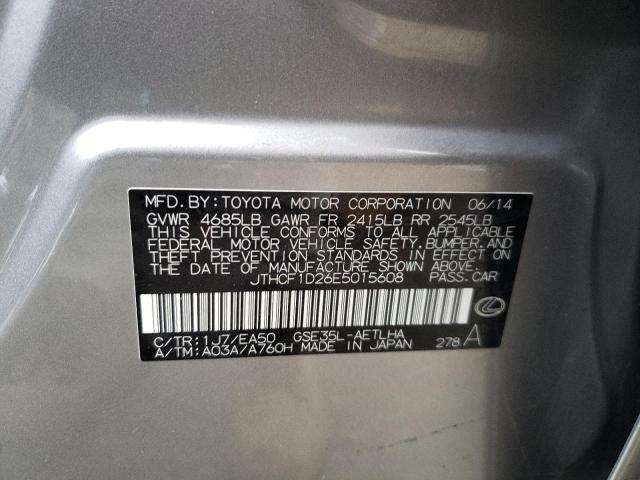 MFD. BY: TOYOTA MOTOR CORPORATION 06/14
GVWR 4685LB GAWR FR 2415LB RR 2545LB
THIS VEHICLE CONFORMS TO ALL APPLICABLE
FEDERAL MOTOR VEHICLE SAFETY, BUMPER, AND
THEFT PREVENTION STANDARDS IN EFFECT ON
THE DATE OF MANUFACTURE SHOWN ABOVE.
JTHCF1D26E5015608 PASS. CAR
C/TR: 1J7/EA50 GSE35L-AETLHA
A/TM: A03A/A760H MADE IN JAPAN 278 A